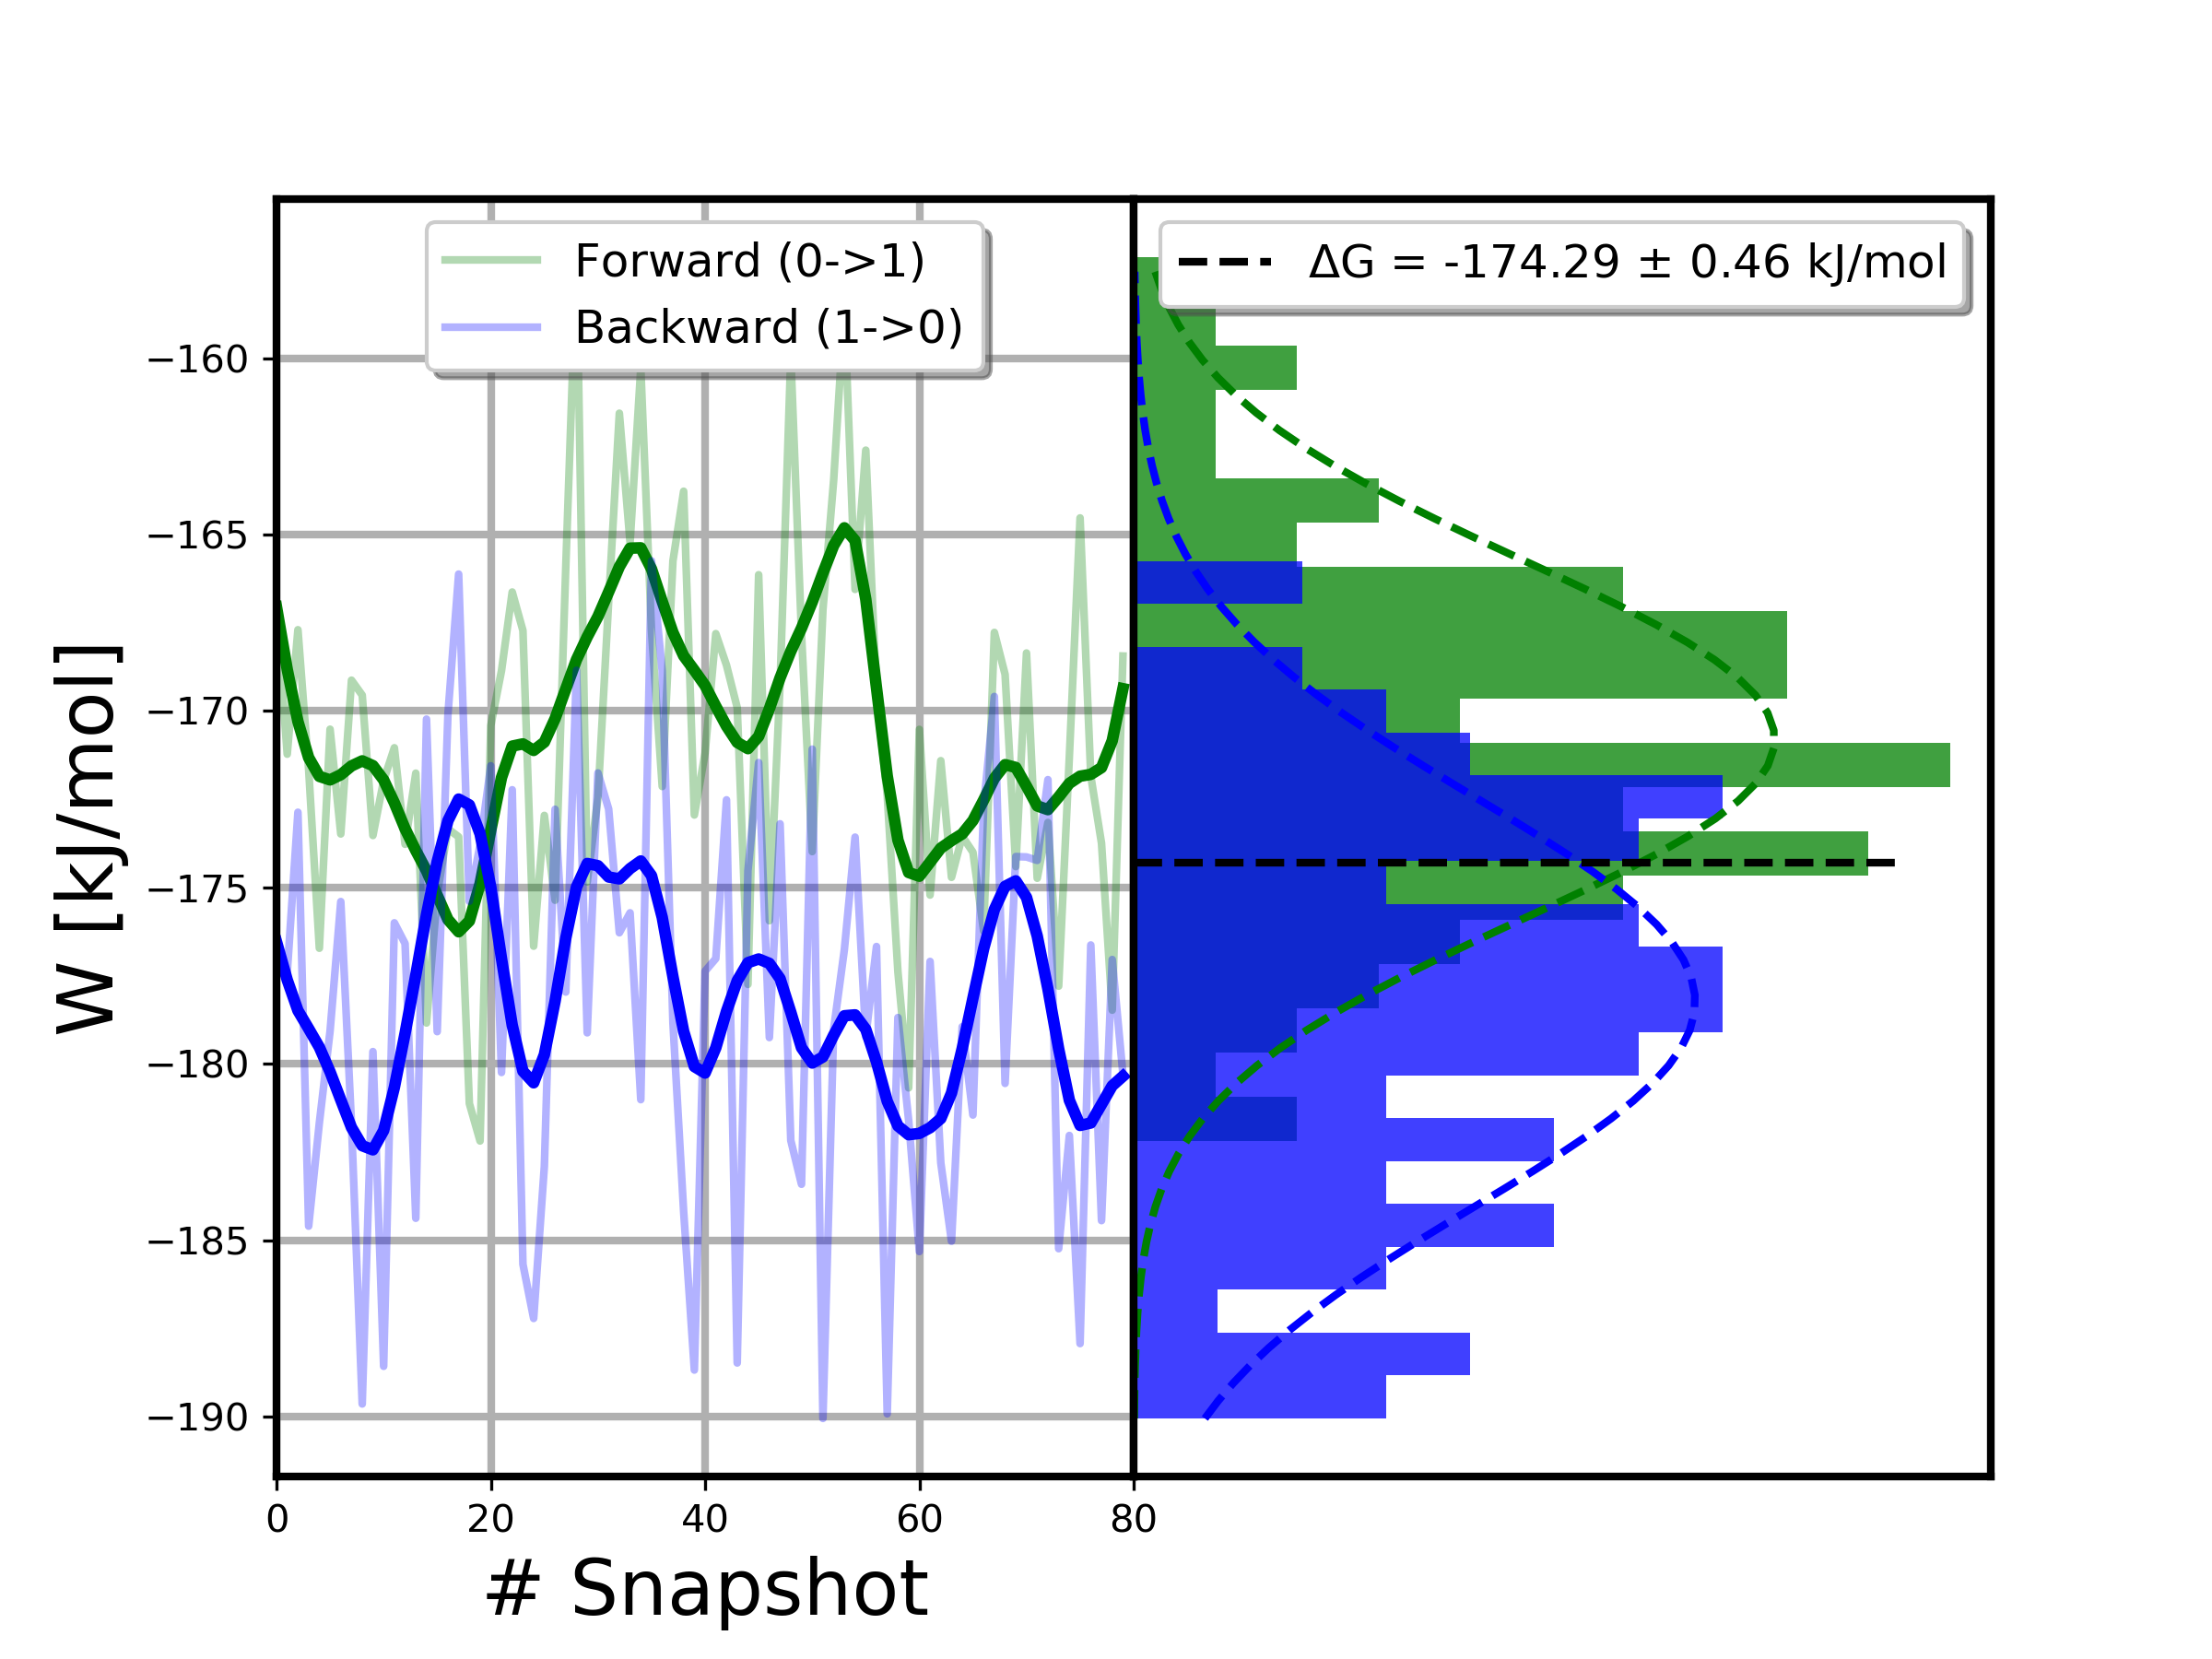 Forward (0->1)
Backward (1->0)
ΔG = -174.29 ± 0.46 kJ/mol
W [kJ/mol]
−160
−165
−170
−175
−180
−185
−190
0 20 40 60 80
# Snapshot